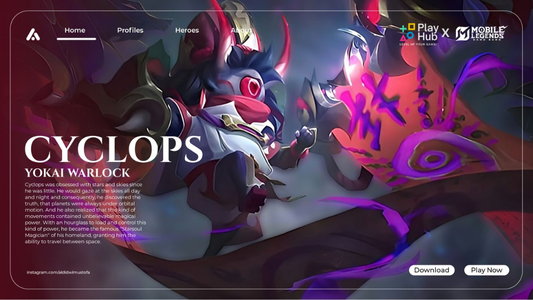 Home Profiles Heroes About
Play
Hub
LEVEL UP YOUR GAME!
X
MOBILE
LEGENDS
BANG BANG
CYCLOPS
YOKAI WARLOCK
Cyclops was obsessed with stars and skies since
he was little. He would gaze at the skies all day
and night and consequently, he discovered the
truth, that planets were always under orbital
motion. And he also realized that this kind of
movements contained unbelievable magical
power. With an hourglass to load and control this
kind of power, he became the famous "Starsoul
Magician" of his homeland, granting him the
ability to travel between space.
Download
Play Now